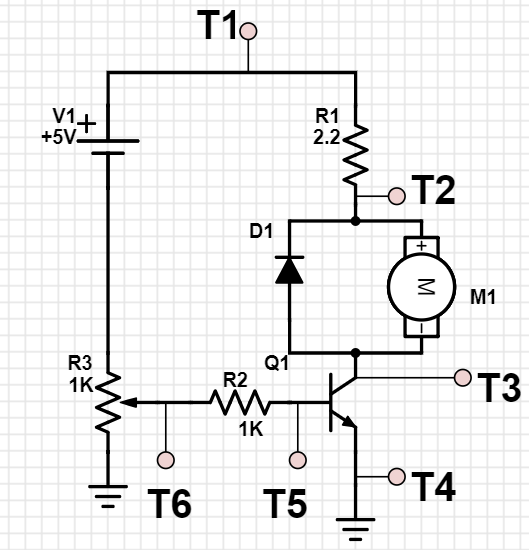 T1
V1
+
+5V
R1
2.2
T2
D1
+
M
M1
-
Q1
R3
1K
R2
1K
T3
T6
T5
T4